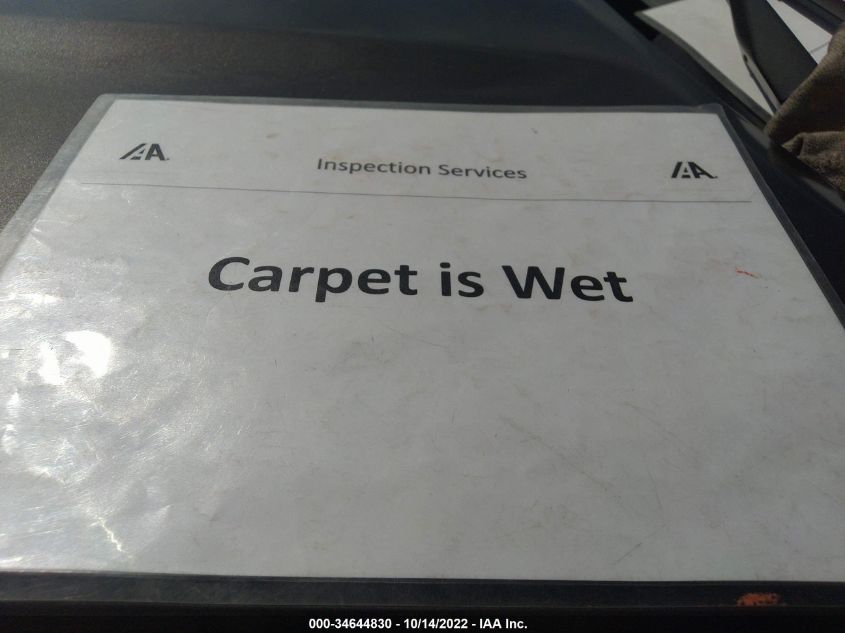 IAA.
Inspection Services
IAA.
Carpet is Wet
000-34644830 - 10/14/2022 - IAA Inc.